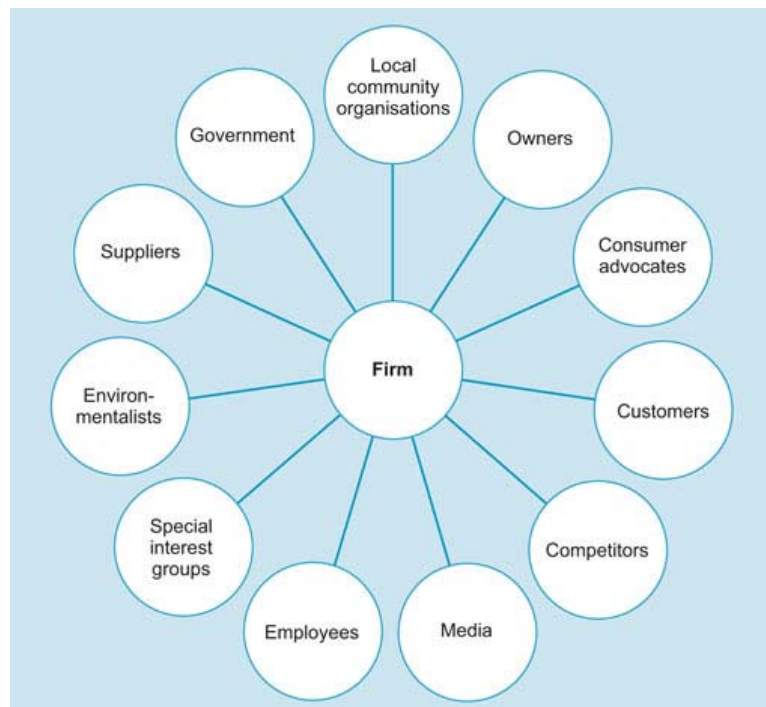 Local
community
organisations
Government
Owners
Suppliers
Consumer
advocates
Firm
Environ-
mentalists
Customers
Special
interest
groups
Competitors
Employees
Media